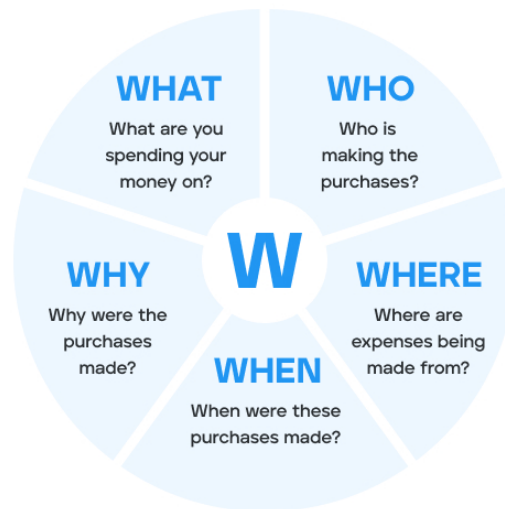 WHAT
What are you
spending your
money on?
WHO
Who is
making the
purchases?
W
WHY
Why were the
purchases
made?
WHERE
Where are
expenses being
made from?
WHEN
When were these
purchases made?